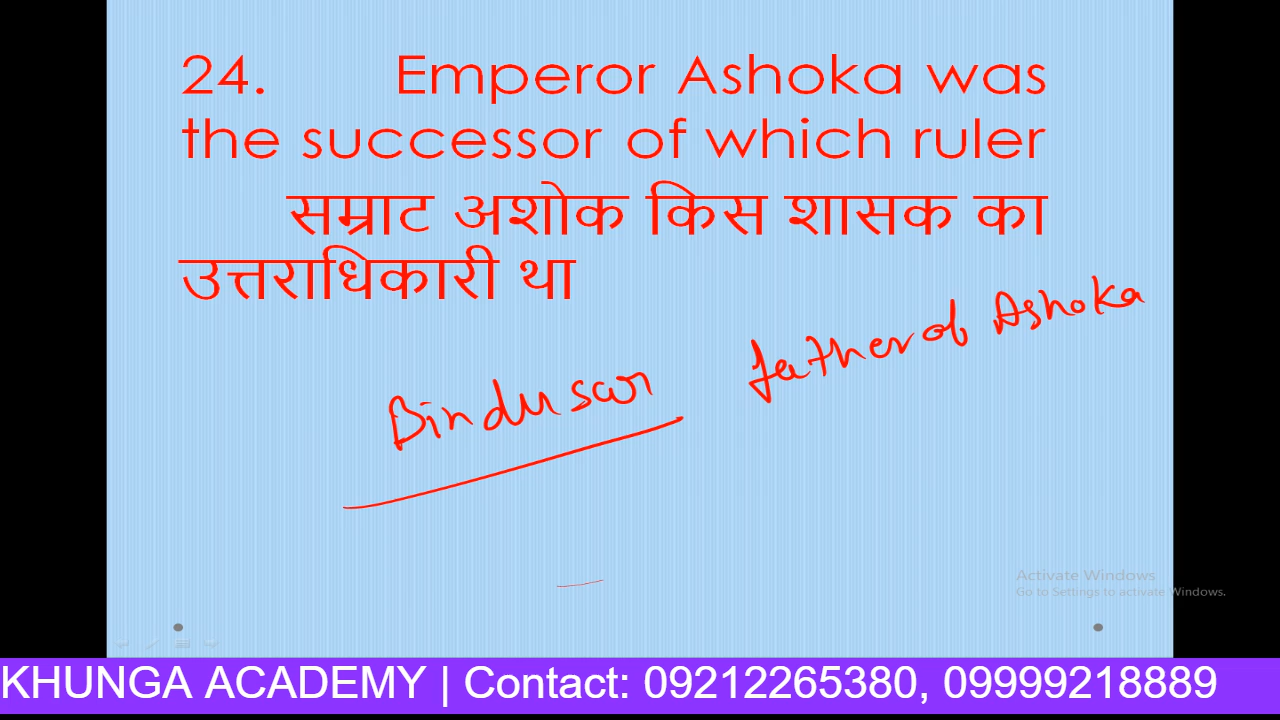 24. Emperor Ashoka was
the successor of which ruler
सम्राट अशोक किस शासक का
उत्तराधिकारी था
Bindusar father of Ashoka
Activate Windows
Go to Settings to activate Windows.
KHUNGA ACADEMY | Contact: 09212265380, 09999218889